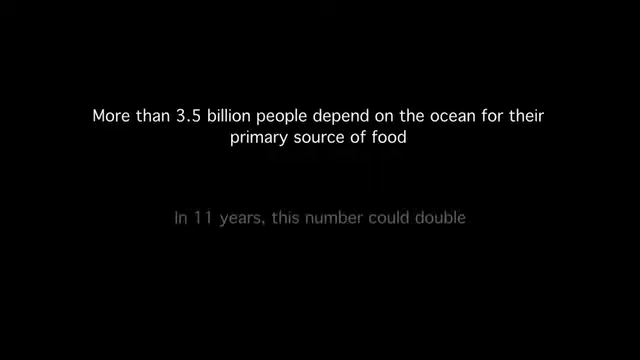 More than 3.5 billion people depend on the ocean for their
primary source of food
In 11 years, this number could double